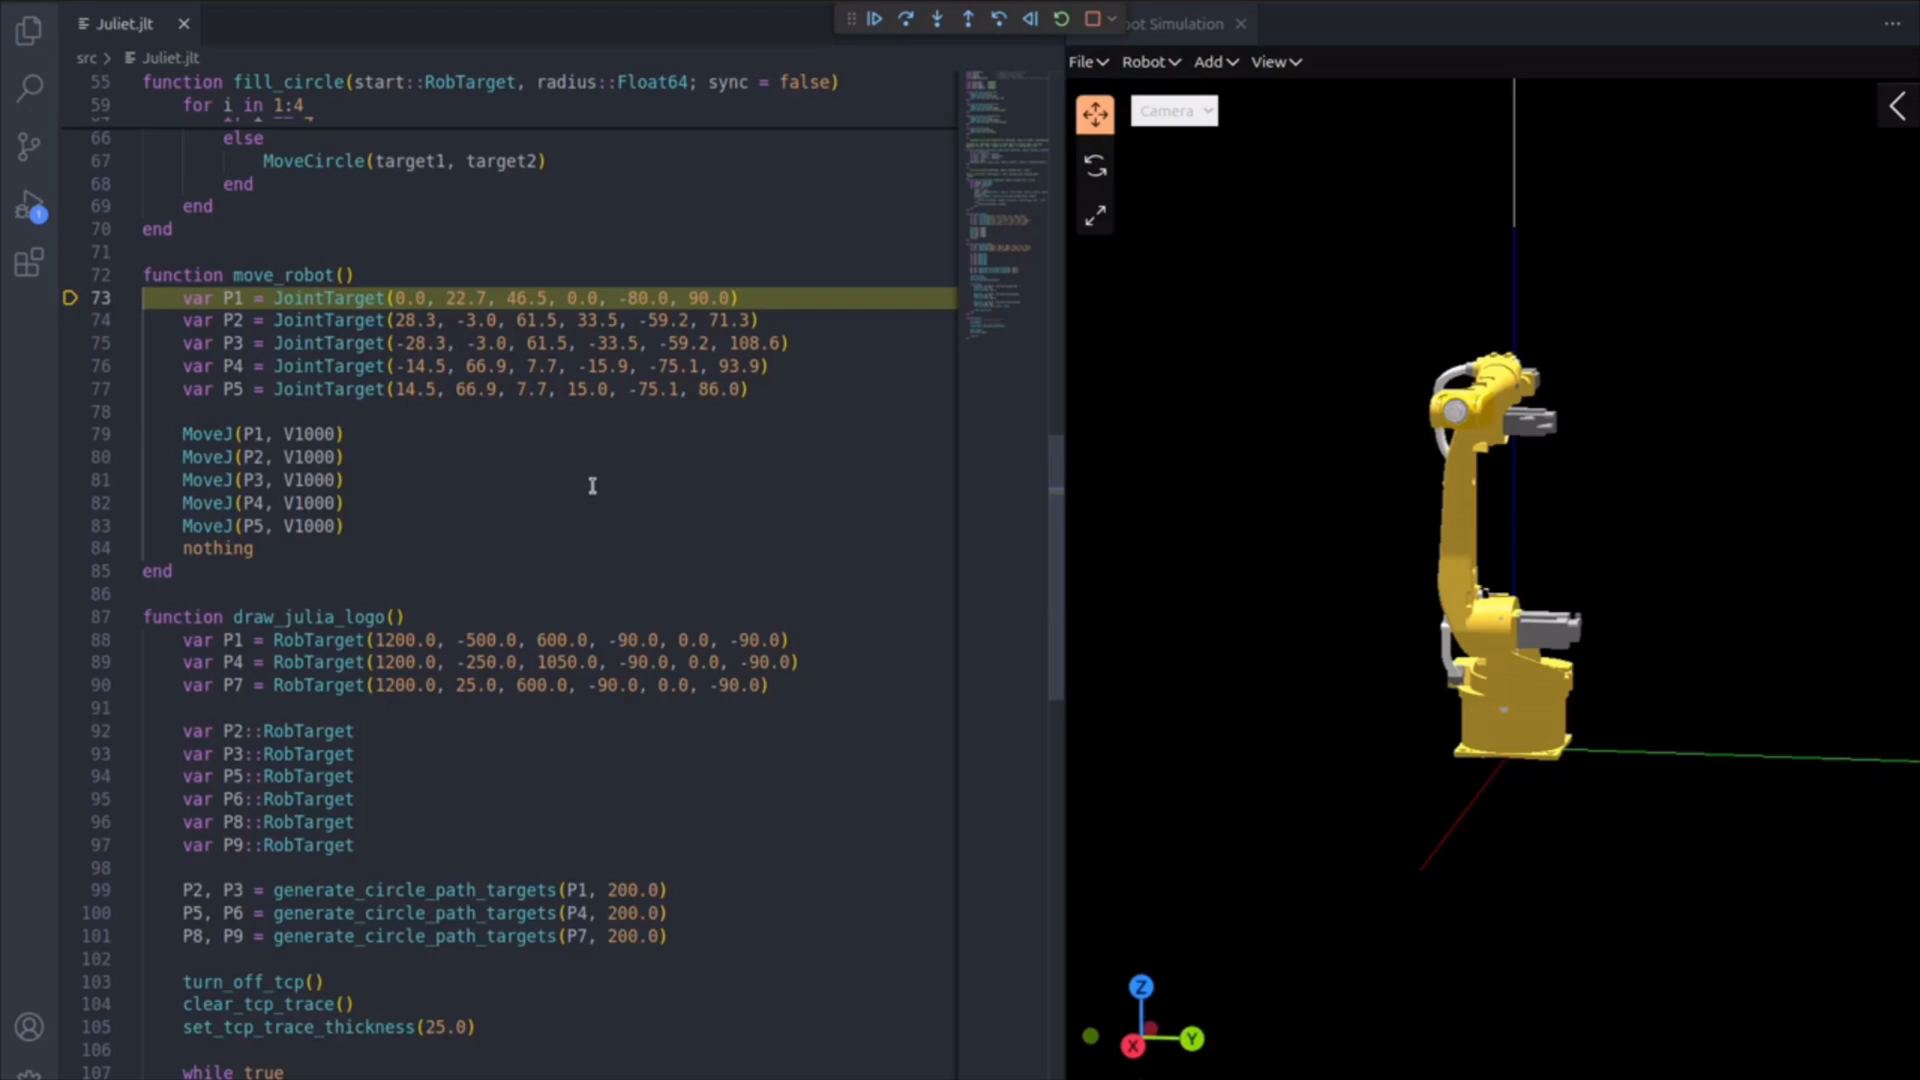 Juliet.jlt
oot Simulation
src > Juliet.jlt
File Robot Add View
Camera
55 function fill_circle(start::RobTarget, radius::Float64; sync = false)
59 for i in 1:4
66 else
67 MoveCircle(target1, target2)
68 end
69 end
70 end
71
72 function move_robot()
73 var P1 = JointTarget(0.0, 22.7, 46.5, 0.0, -80.0, 90.0)
74 var P2 = JointTarget(28.3, -3.0, 61.5, 33.5, -59.2, 71.3)
75 var P3 = JointTarget(-28.3, -3.0, 61.5, -33.5, -59.2, 108.6)
76 var P4 = JointTarget(-14.5, 66.9, 7.7, -15.9, -75.1, 93.9)
77 var P5 = JointTarget(14.5, 66.9, 7.7, 15.0, -75.1, 86.0)
78
79 MoveJ(P1, V1000)
80 MoveJ(P2, V1000)
81 MoveJ(P3, V1000)
82 MoveJ(P4, V1000)
83 MoveJ(P5, V1000)
84 nothing
85 end
86
87 function draw_julia_logo()
88 var P1 = RobTarget(1200.0, -500.0, 600.0, -90.0, 0.0, -90.0)
89 var P4 = RobTarget(1200.0, -250.0, 1050.0, -90.0, 0.0, -90.0)
90 var P7 = RobTarget(1200.0, 25.0, 600.0, -90.0, 0.0, -90.0)
91
92 var P2::RobTarget
93 var P3::RobTarget
94 var P5::RobTarget
95 var P6::RobTarget
96 var P8::RobTarget
97 var P9::RobTarget
98
99 P2, P3 = generate_circle_path_targets(P1, 200.0)
100 P5, P6 = generate_circle_path_targets(P4, 200.0)
101 P8, P9 = generate_circle_path_targets(P7, 200.0)
102
103 turn_off_tcp()
104 clear_tcp_trace()
105 set_tcp_trace_thickness(25.0)
106
107 while true
1
Z
X
Y